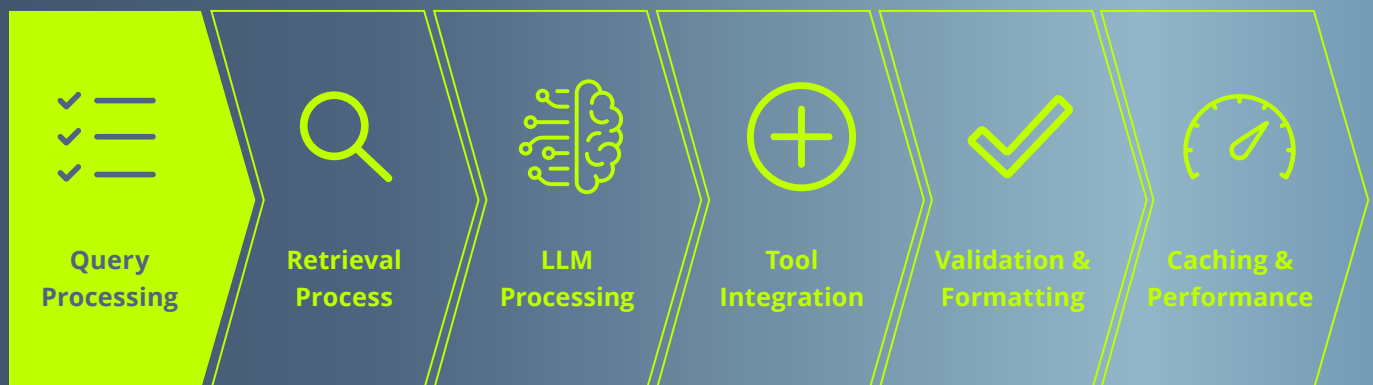 Query
Processing
Retrieval
Process
LLM
Processing
Tool
Integration
Validation &
Formatting
Caching &
Performance